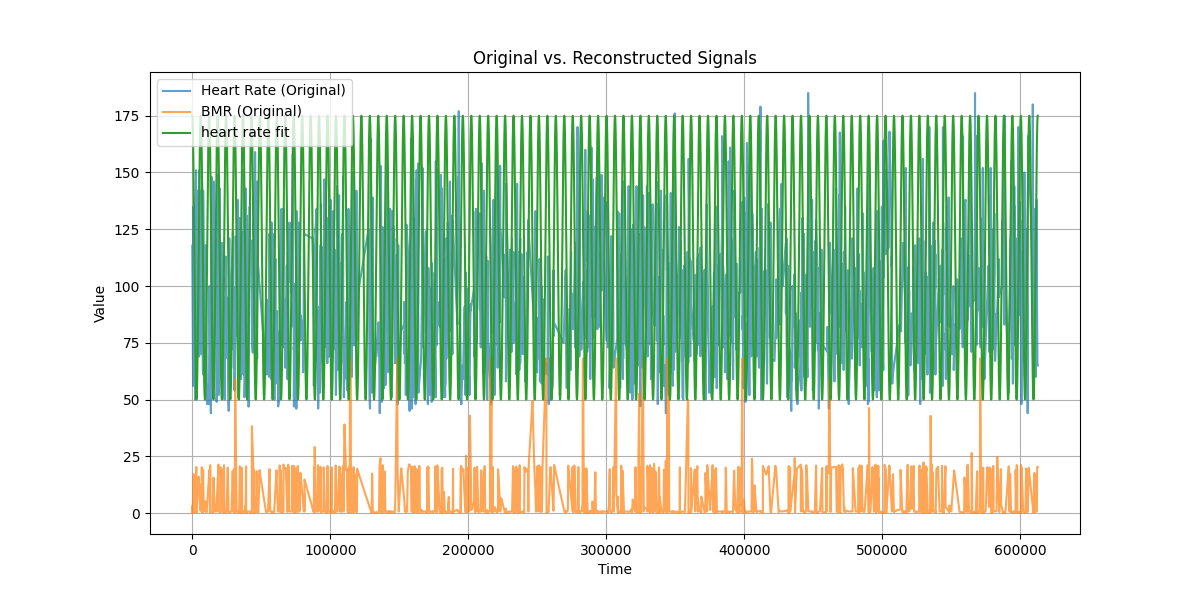 Original vs. Reconstructed Signals
Heart Rate (Original)
BMR (Original)
heart rate fit
175
150
125
100
75
50
25
0
Value
0 100000 200000 300000 400000 500000 600000
Time